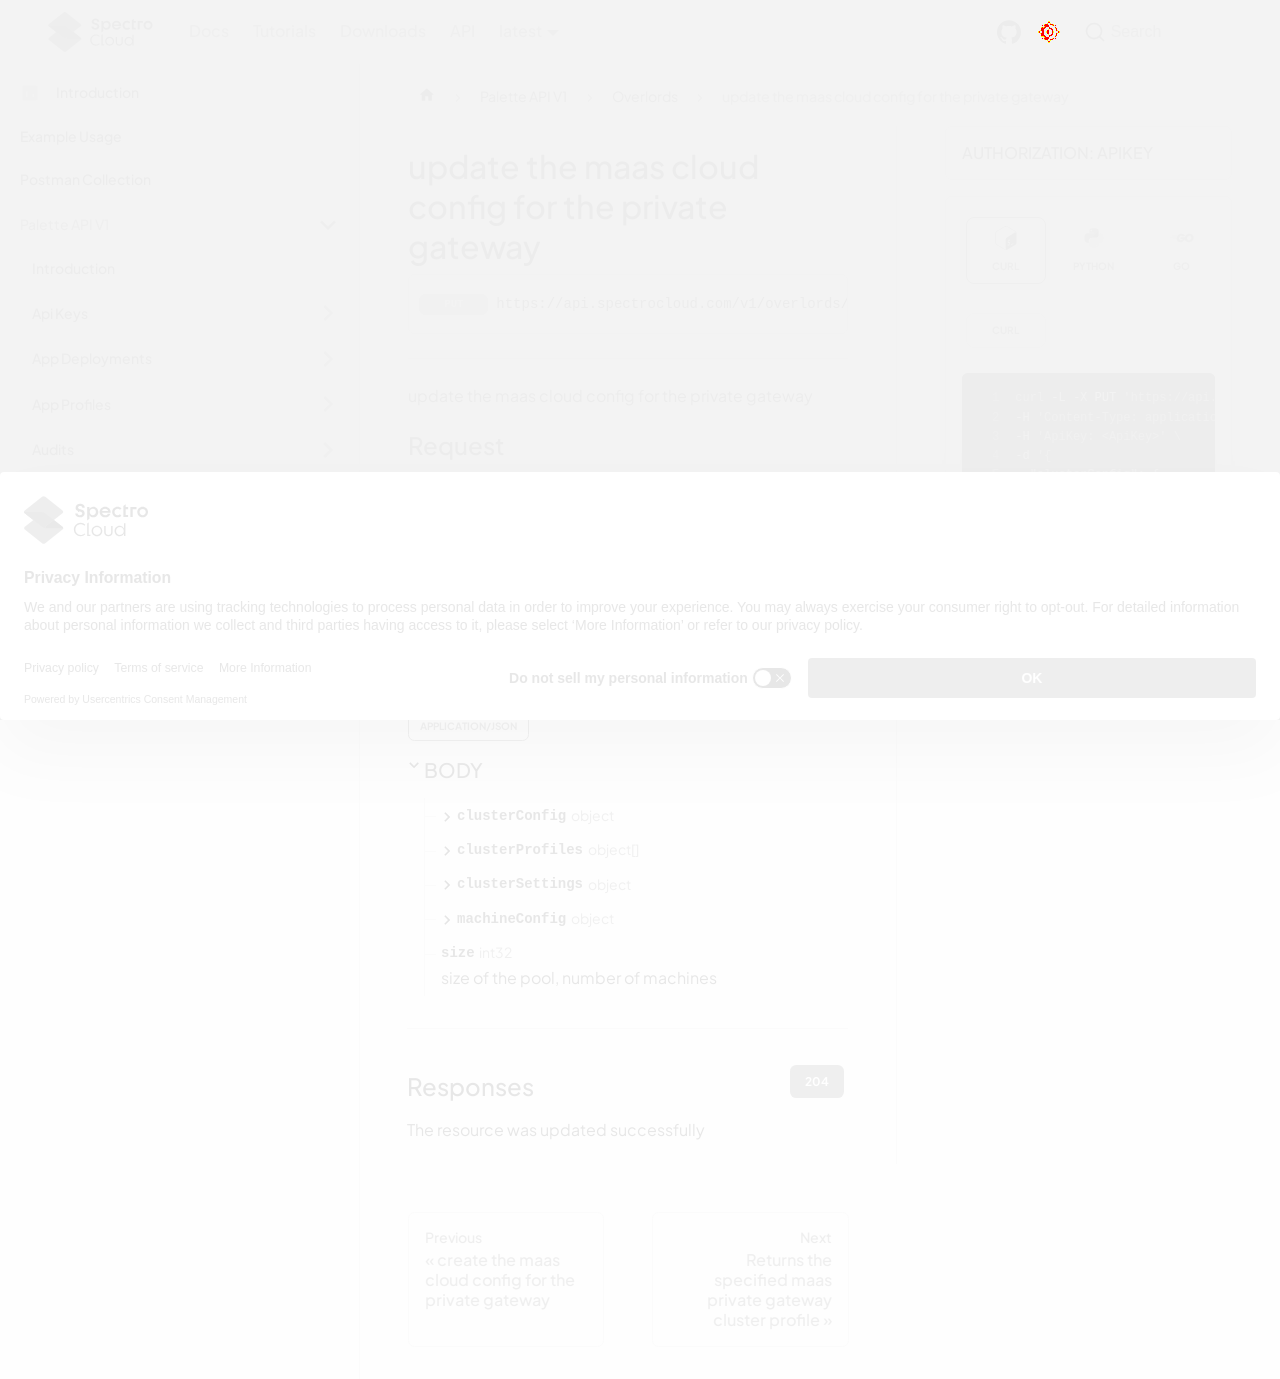 Spectro
Cloud
Docs Tutorials Downloads API latest
Search
Introduction
Example Usage
Postman Collection
Palette API V1
Introduction
Api Keys
App Deployments
App Profiles
Audits
Palette API V1
Overlords
update the maas cloud config for the private gateway
update the maas cloud
config for the private
gateway
https://api.spectrocloud.com/v1/overlords/
update the maas cloud config for the private gateway
Request
AUTHORIZATION: APIKEY
CURL PYTHON GO
CURL
Spectro
Cloud
Privacy Information
We and our partners are using tracking technologies to process personal data in order to improve your experience. You may always exercise your consumer right to opt-out. For detailed information
about personal information we collect and third parties having access to it, please select 'More Information' or refer to our privacy policy.
Privacy policy Terms of service More Information
Powered by Usercentrics Consent Management
Do not sell my personal information
OK
APPLICATION/JSON
BODY
clusterConfig object
clusterProfiles object[]
clusterSettings object
machineConfig object
size int32
size of the pool, number of machines
Responses
204
The resource was updated successfully
Previous
« create the maas
cloud config for the
private gateway
Next
Returns the
specified maas
private gateway
cluster profile »